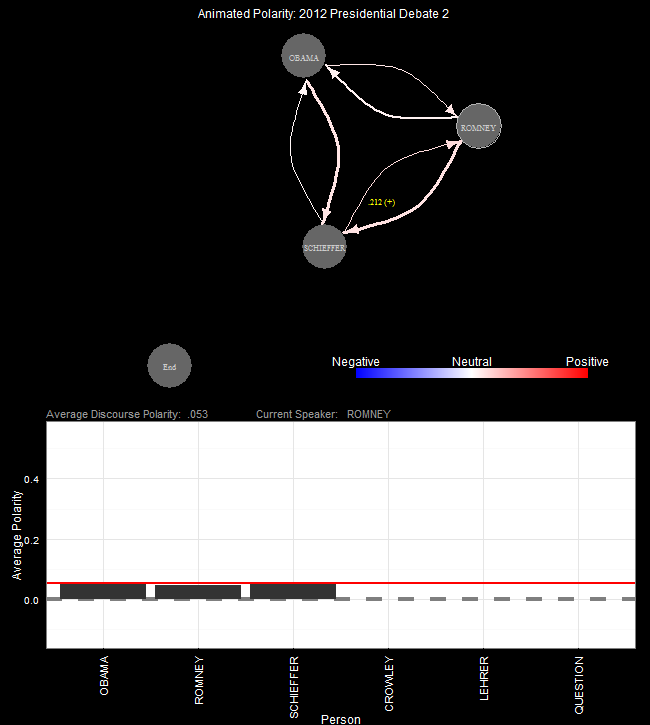 Animated Polarity: 2012 Presidential Debate 2
OBAMA
ROMNEY
.212 (+)
SCHIEFFER
End
Negative Neutral Positive
Average Discourse Polarity: .053 Current Speaker: ROMNEY
Average Polarity
0.4
0.2
0.0
OBAMA
ROMNEY
SCHIEFFER
CROWLEY
LEHRER
QUESTION
Person